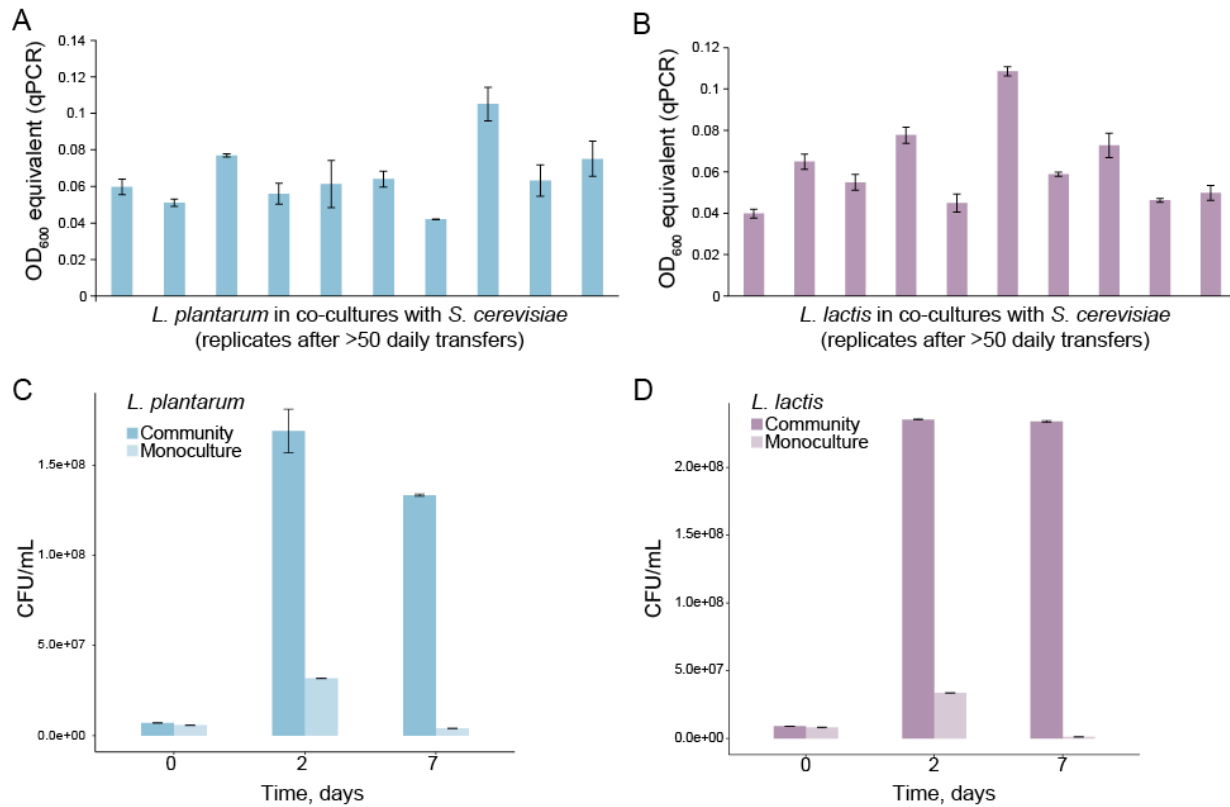 A
OD600 equivalent (qPCR)
0.14
0.12
0.1
0.08
0.06
0.04
0.02
0
L. plantarum in co-cultures with S. cerevisiae
(replicates after >50 daily transfers)
B
OD600 equivalent (qPCR)
0.12
0.1
0.08
0.06
0.04
0.02
0
L. lactis in co-cultures with S. cerevisiae
(replicates after >50 daily transfers)
C
L. plantarum
Community
Monoculture
CFU/mL
1.5e+08
1.0e+08
5.0e+07
0.0e+00
0 2 7
Time, days
D
L. lactis
Community
Monoculture
CFU/mL
2.0e+08
1.5e+08
1.0e+08
5.0e+07
0.0e+00
0 2 7
Time, days